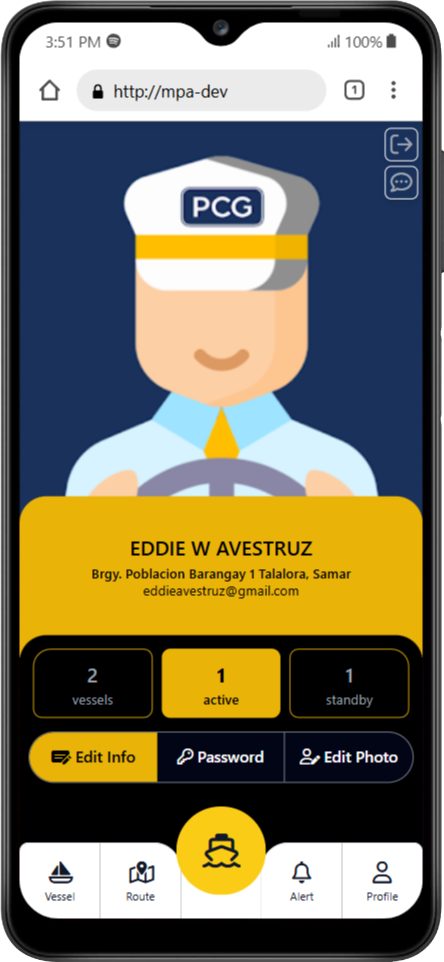 3:51 PM
100%
http://mpa-dev
1
PCG
EDDIE W AVESTRUZ
Brgy. Poblacion Barangay 1 Talalora, Samar
eddieavestruz@gmail.com
2
vessels
1
active
1
standby
Edit Info
Password
Edit Photo
Vessel
Route
Alert
Profile